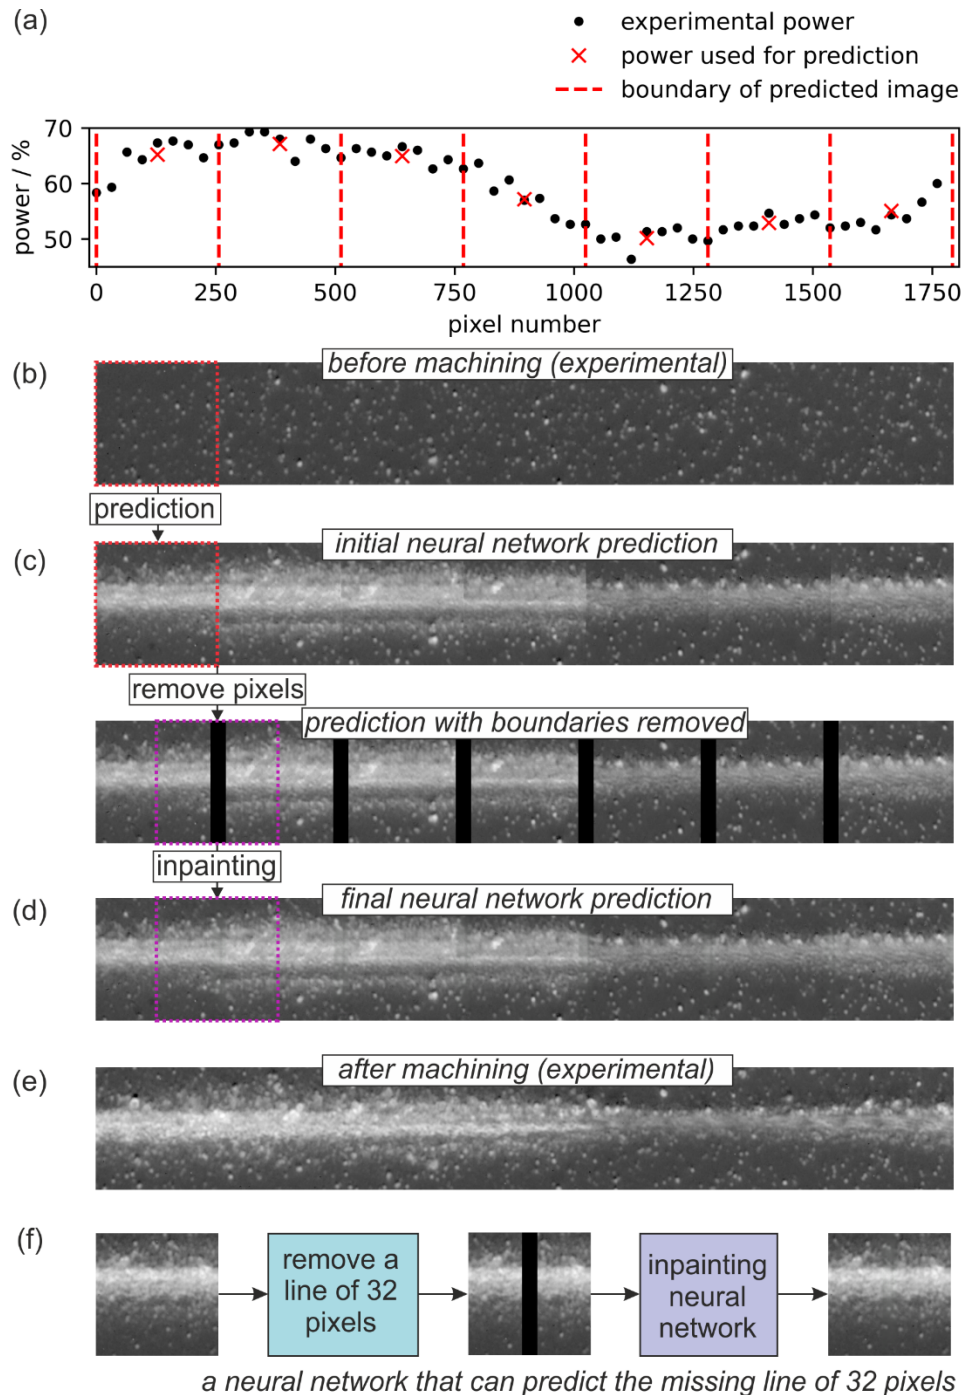 (a)
experimental power
power used for prediction
boundary of predicted image
power / %
70
60
50
0
250
500
750
1000
1250
1500
1750
pixel number
(b)
before machining (experimental)
prediction
(c)
initial neural network prediction
remove pixels
prediction with boundaries removed
inpainting
(d)
final neural network prediction
(e)
after machining (experimental)
(f)
remove a
line of 32
pixels
inpainting
neural
network
a neural network that can predict the missing line of 32 pixels